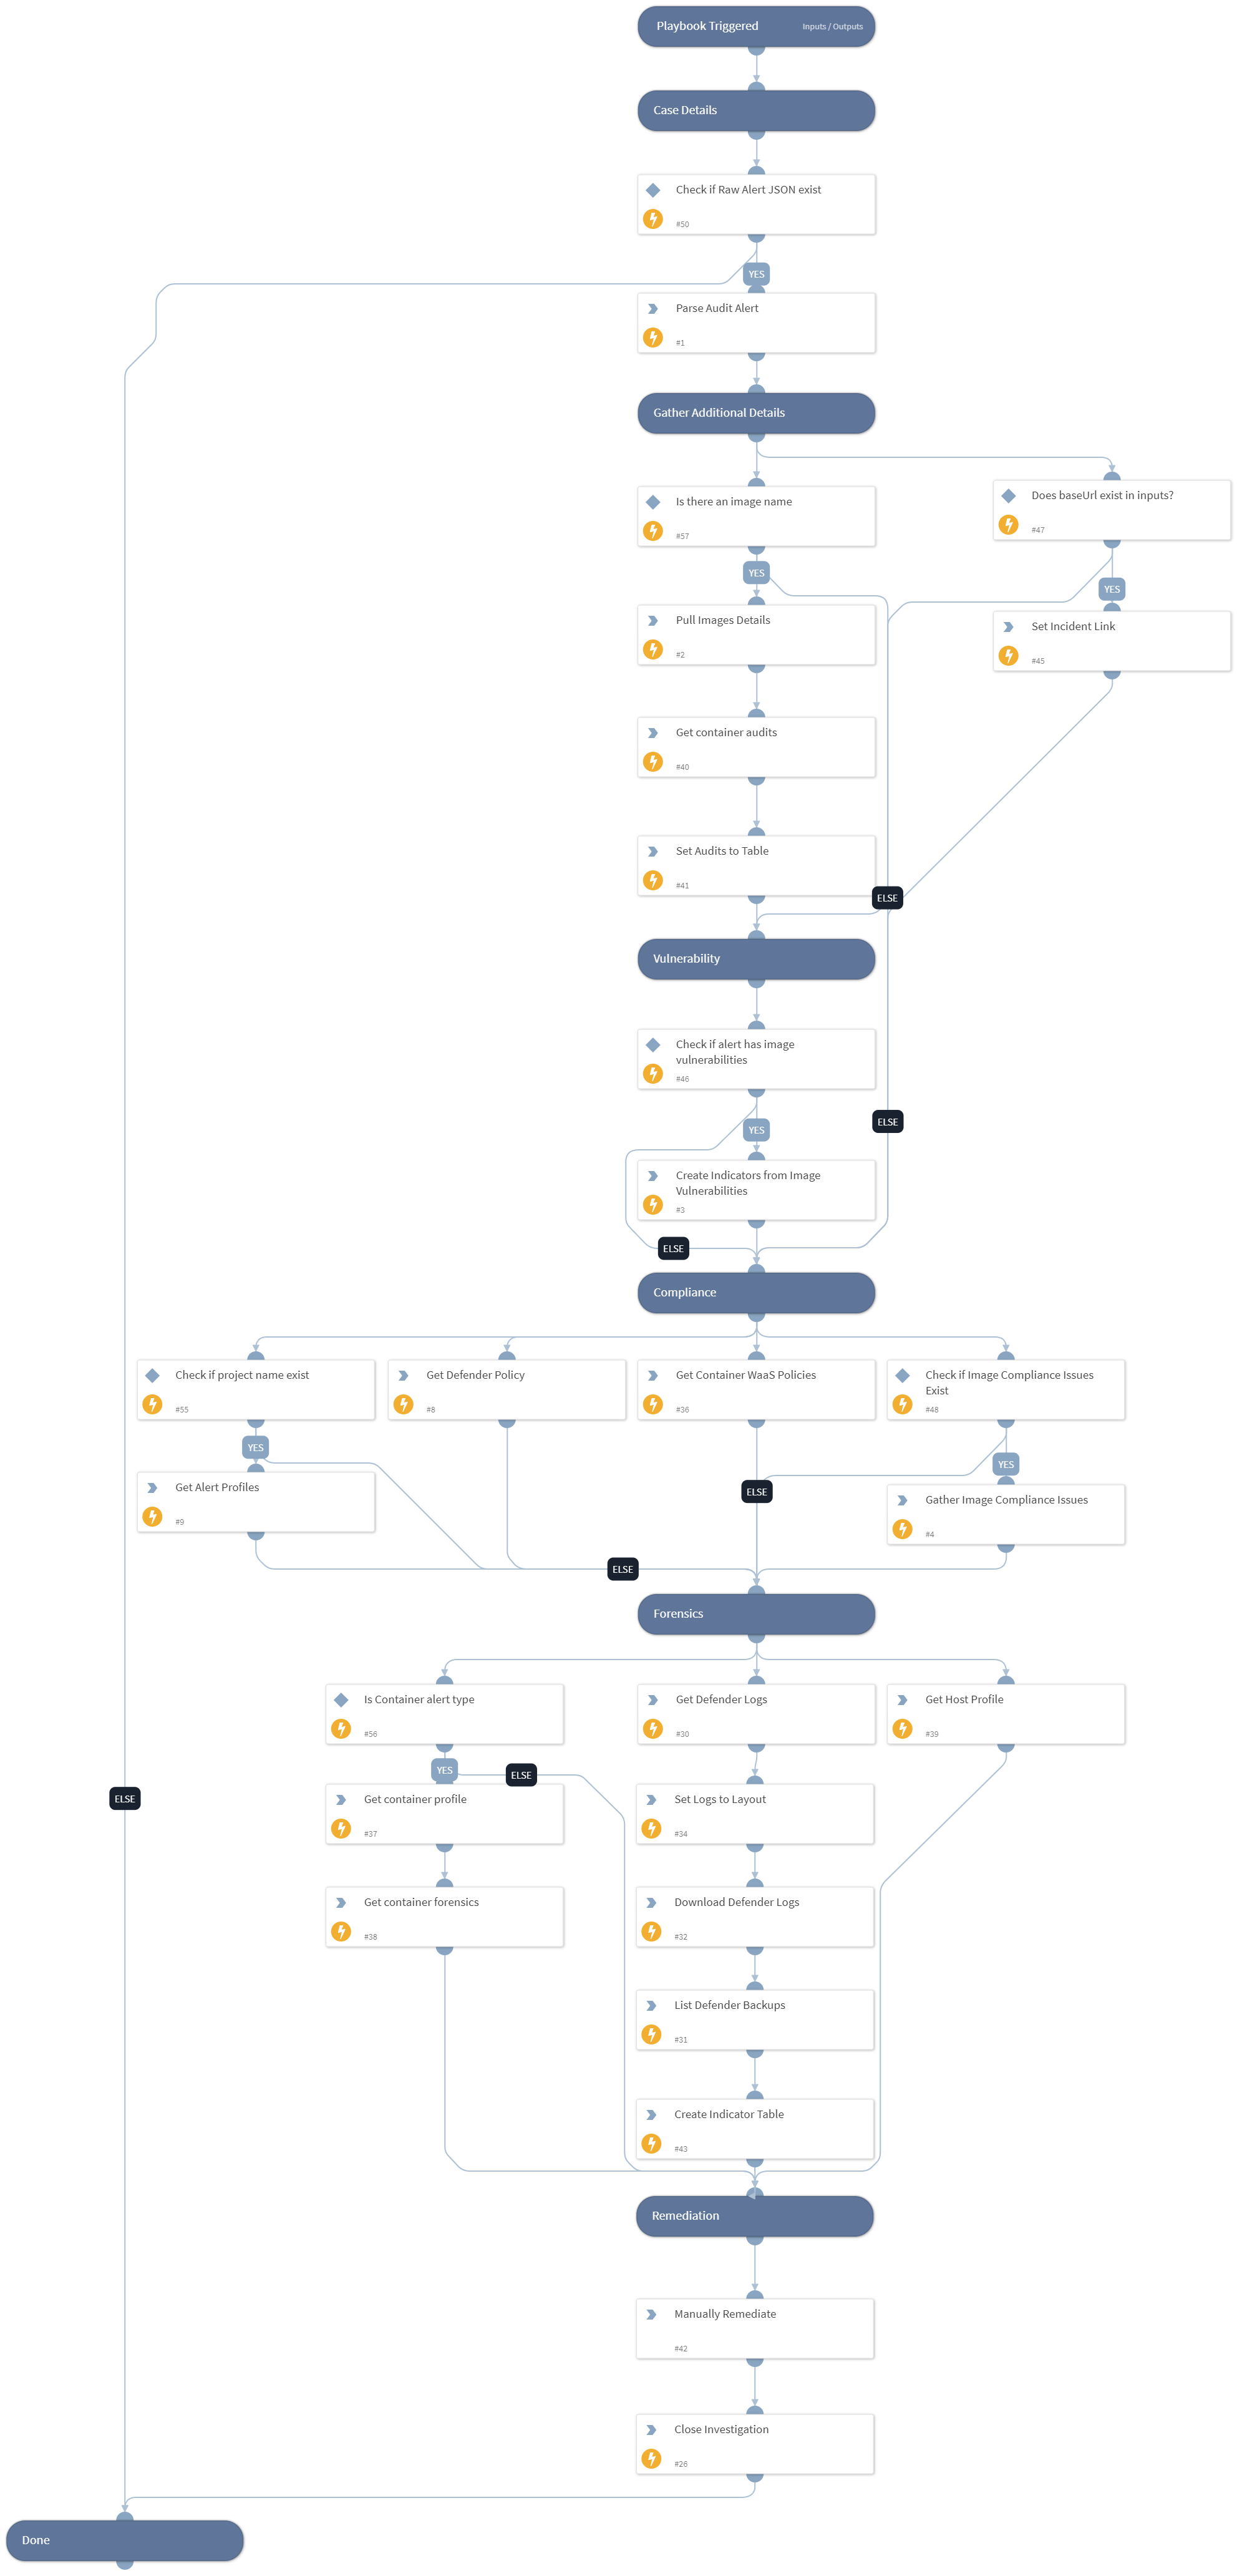 Playbook Triggered
Inputs / Outputs
Case Details
Check if Raw Alert JSON exist
#50
YES
Parse Audit Alert
#1
Gather Additional Details
Is there an image name
#57
Does baseUrl exist in inputs?
#47
YES
YES
Pull Images Details
#2
Set Incident Link
#45
Get container audits
#40
Set Audits to Table
#41
ELSE
Vulnerability
Check if alert has image
vulnerabilities
#46
ELSE
YES
Create Indicators from Image
Vulnerabilities
#3
ELSE
Compliance
Check if project name exist
#55
Get Defender Policy
#8
Get Container WaaS Policies
#36
Check if Image Compliance Issues
Exist
#48
YES
YES
Get Alert Profiles
#9
ELSE
Gather Image Compliance Issues
#4
ELSE
Forensics
Is Container alert type
#56
Get Defender Logs
#30
Get Host Profile
#39
YES
ELSE
Get container profile
#37
Set Logs to Layout
#34
ELSE
Get container forensics
#38
Download Defender Logs
#32
List Defender Backups
#31
Create Indicator Table
#43
Remediation
Manually Remediate
#42
Close Investigation
#26
Done